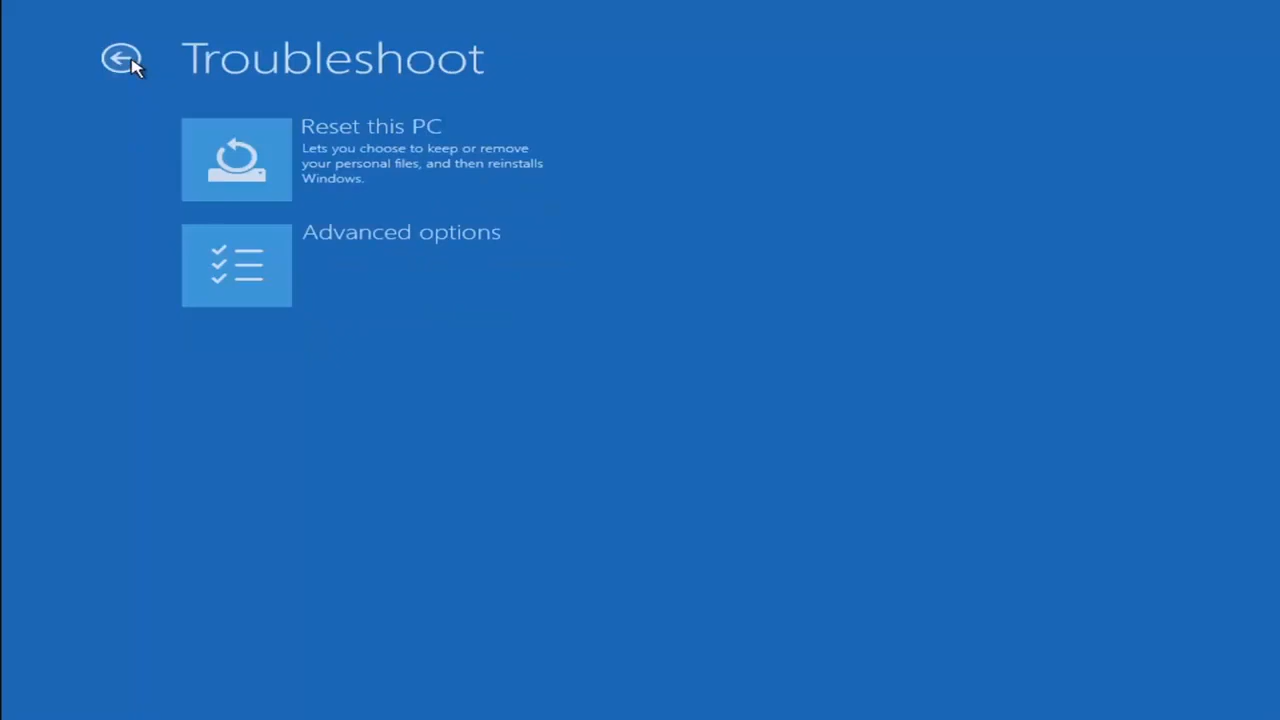 Troubleshoot
Reset this PC
Lets you choose to keep or remove
your personal files, and then reinstalls
Windows.
Advanced options